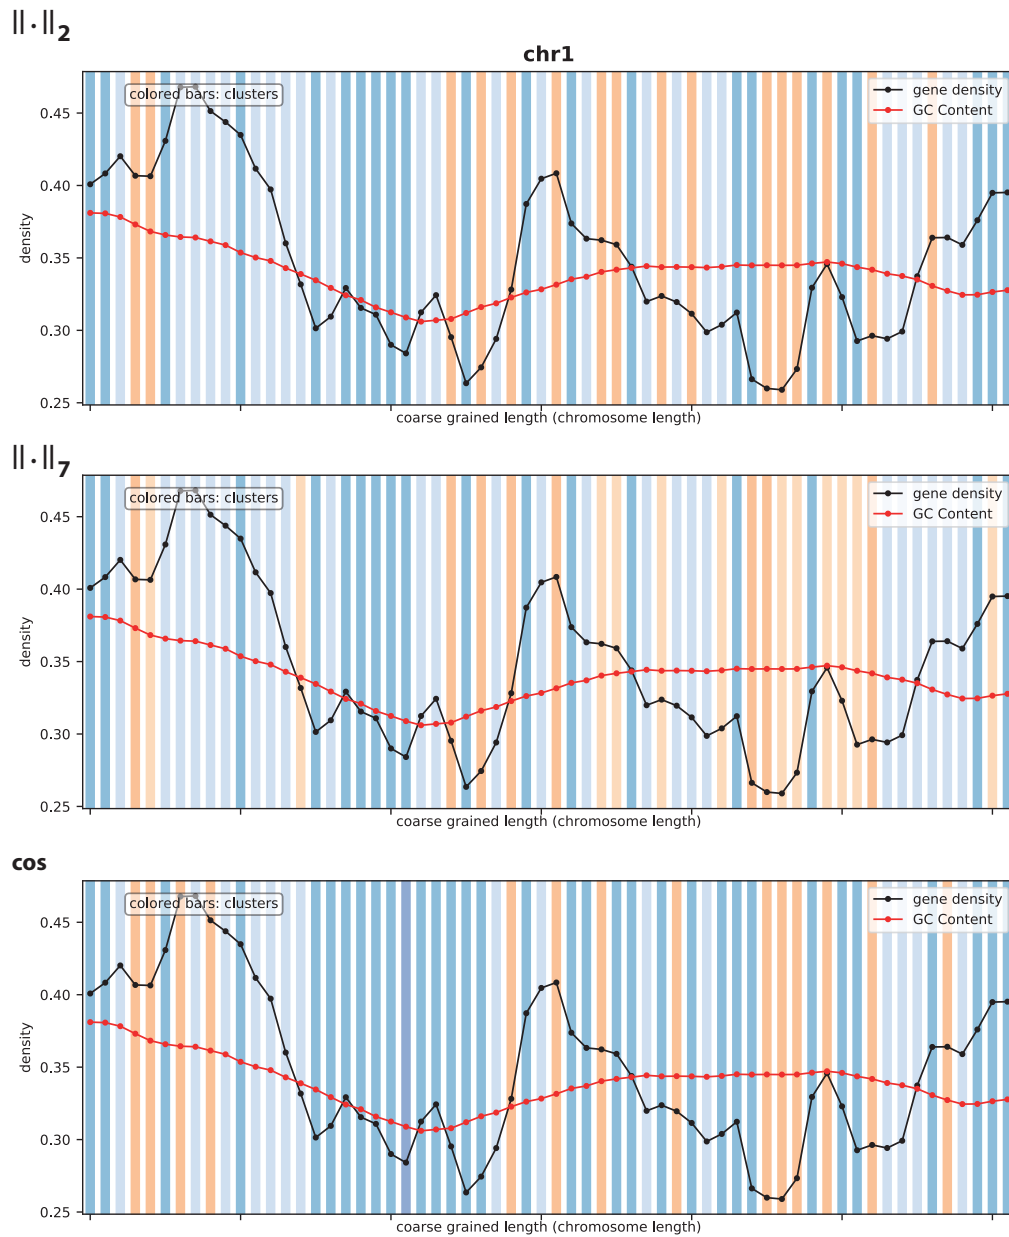 ||·||2
chr1
colored bars: clusters
gene density
GC Content
0.45
0.40
0.35
0.30
0.25
density
coarse grained length (chromosome length)
||·||7
colored bars: clusters
gene density
GC Content
0.45
0.40
0.35
0.30
0.25
density
coarse grained length (chromosome length)
cos
colored bars: clusters
gene density
GC Content
0.45
0.40
0.35
0.30
0.25
density
coarse grained length (chromosome length)